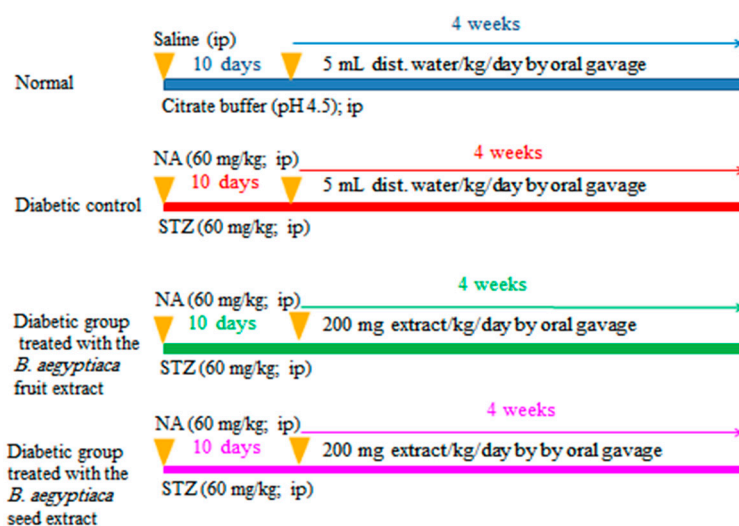 4 weeks
Saline (ip)
10 days
5 mL dist. water/kg/day by oral gavage
Normal
Citrate buffer (pH 4.5); ip
NA (60 mg/kg; ip)
4 weeks
10 days
5 mL dist. water/kg/day by oral gavage
Diabetic control
STZ (60 mg/kg; ip)
4 weeks
NA (60 mg/kg; ip)
10 days
200 mg extract/kg/day by oral gavage
Diabetic group
treated with the
B. aegyptiaca
fruit extract
STZ (60 mg/kg; ip)
NA (60 mg/kg; ip)
4 weeks
10 days
200 mg extract/kg/day by by oral gavage
Diabetic group
treated with the
B. aegyptiaca
seed extract
STZ (60 mg/kg; ip)